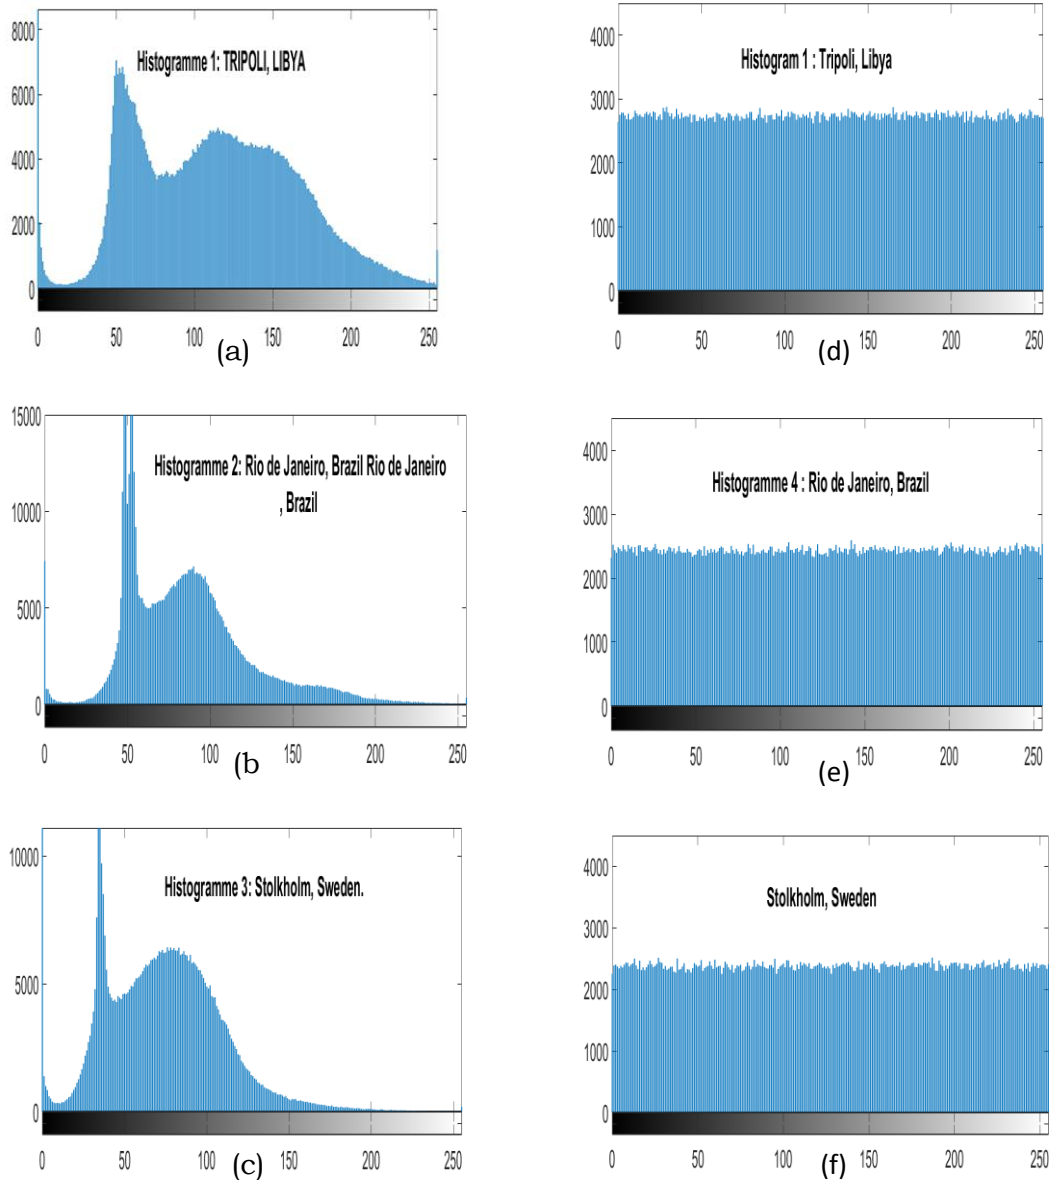 8000
6000
4000
2000
0
Histogramme 1: TRIPOLI, LIBYA
0 50 100 150 200 250
(a)
4000
3000
2000
1000
0
Histogram 1 : Tripoli, Libya
0 50 100 150 200 250
(d)
15000
10000
5000
0
Histogramme 2: Rio de Janeiro, Brazil Rio de Janeiro
, Brazil
0 50 100 150 200 250
(b
4000
3000
2000
1000
0
Histogramme 4 : Rio de Janeiro, Brazil
0 50 100 150 200 250
(e)
10000
5000
0
Histogramme 3: Stolkholm, Sweden.
0 50 100 150 200 250
(c)
4000
3000
2000
1000
0
Stolkholm, Sweden
0 50 100 150 200 250
(f)